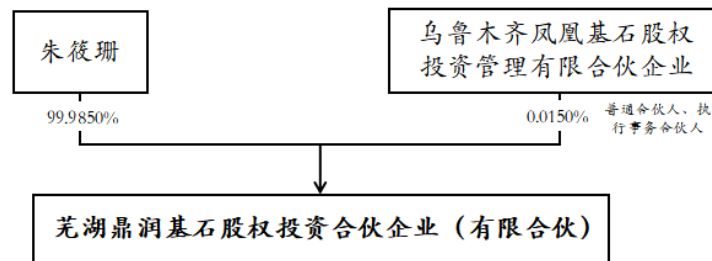 朱筱珊
乌鲁木齐凤凰基石股权
投资管理有限合伙企业
99.9850%
0.0150%
普通合伙人、执
行事务合伙人
芜湖鼎润基石股权投资合伙企业（有限合伙）